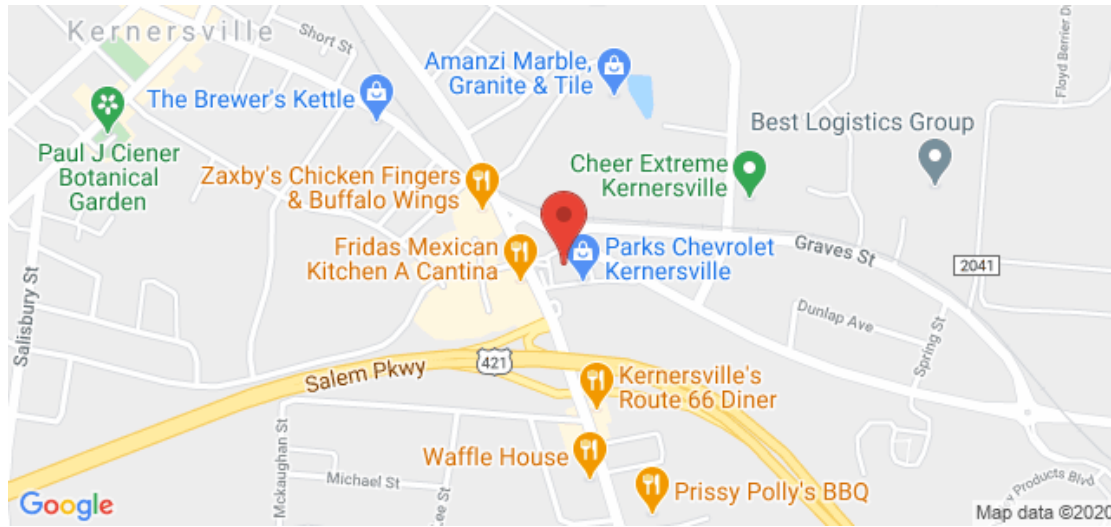 Kernersville
Short St
Floyd Berrier Dr
Amanzi Marble,
Granite & Tile
The Brewer's Kettle
Best Logistics Group
Paul J Ciener
Botanical
Garden
Cheer Extreme
Kernersville
Zaxby's Chicken Fingers
& Buffalo Wings
Fridas Mexican
Kitchen A Cantina
Parks Chevrolet
Kernersville
Graves St
2041
Salisbury St
Dunlap Ave
Spring St
421
Salem Pkwy
Kernersville's
Route 66 Diner
Mckaughan St
Waffle House
Michael St
Lee St
Prissy Polly's BBQ
Products Blvd
Google
Map data ©2020